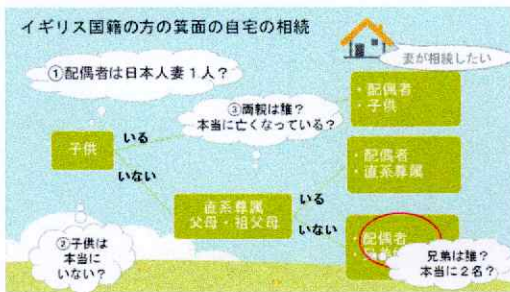 イギリス国籍の方の箕面の自宅の相続
妻が相続したい
①配偶者は日本人妻1人?
③両親は誰?
本当に亡くなっている?
・配偶者
・子供
子供
いる
いない
・配偶者
・直系尊属
直系尊属
父母・祖父母
いる
いない
・配偶者
②子供は
本当に
いない?
兄弟は誰?
本当に2名?